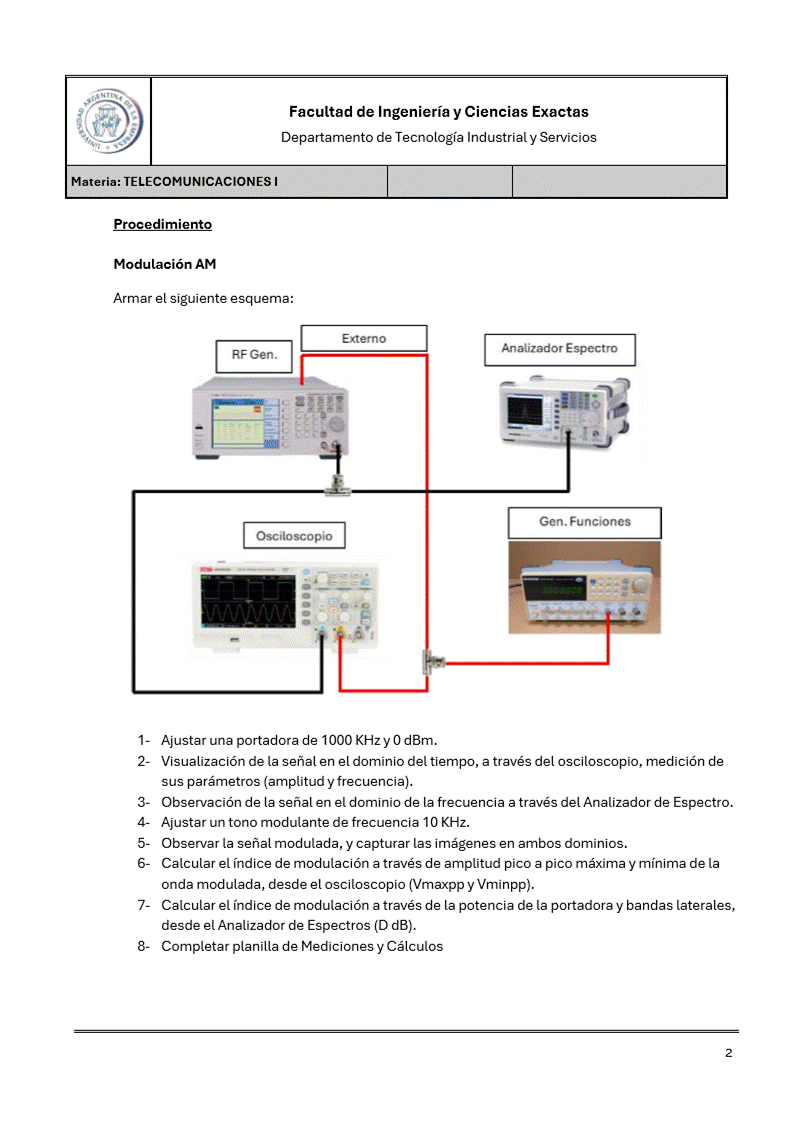 UNIVERSIDAD ARGENTINA DE LA EMPRESA
Facultad de Ingeniería y Ciencias Exactas
Departamento de Tecnología Industrial y Servicios
Materia: TELECOMUNICACIONES I
Procedimiento
Modulación AM
Armar el siguiente esquema:
Externo
RF Gen.
Analizador Espectro
Osciloscopio
Gen. Funciones
1- Ajustar una portadora de 1000 KHz y 0 dBm.
2- Visualización de la señal en el dominio del tiempo, a través del osciloscopio, medición de
sus parámetros (amplitud y frecuencia).
3- Observación de la señal en el dominio de la frecuencia a través del Analizador de Espectro.
4- Ajustar un tono modulante de frecuencia 10 KHz.
5- Observar la señal modulada, y capturar las imágenes en ambos dominios.
6- Calcular el índice de modulación a través de amplitud pico a pico máxima y mínima de la
onda modulada, desde el osciloscopio (Vmaxpp y Vminpp).
7- Calcular el índice de modulación a través de la potencia de la portadora y bandas laterales,
desde el Analizador de Espectros (D dB).
8- Completar planilla de Mediciones y Cálculos
2